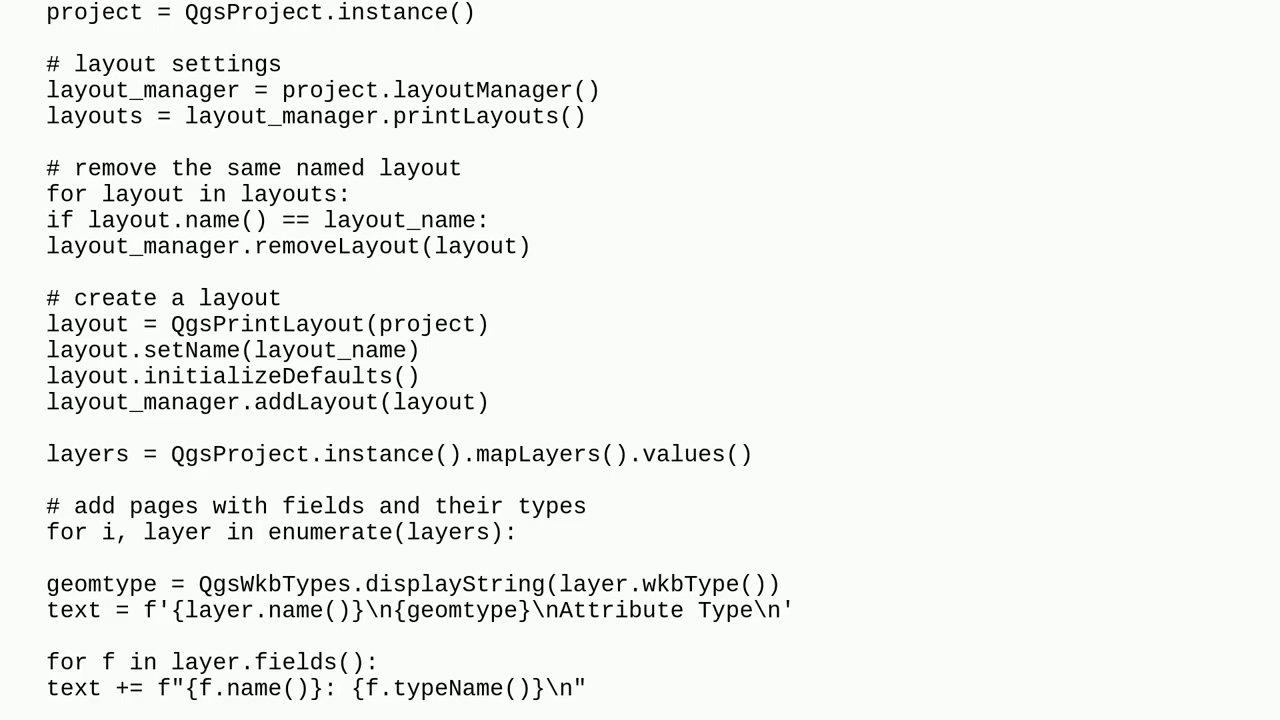 project = QgsProject.instance()
# layout settings
layout_manager = project.layoutManager()
layouts = layout_manager.printLayouts()
# remove the same named layout
for layout in layouts:
if layout.name() == layout_name:
layout_manager.removeLayout(layout)
# create a layout
layout = QgsPrintLayout(project)
layout.setName(layout_name)
layout.initializeDefaults()
layout_manager.addLayout(layout)
layers = QgsProject.instance().mapLayers().values()
# add pages with fields and their types
for i, layer in enumerate(layers):
geomtype = QgsWkbTypes.displayString(layer.wkbType())
text = f'{layer.name()}\n{geomtype}\nAttribute Type\n'
for f in layer.fields():
text += f"{f.name()}: {f.typeName()}\n"